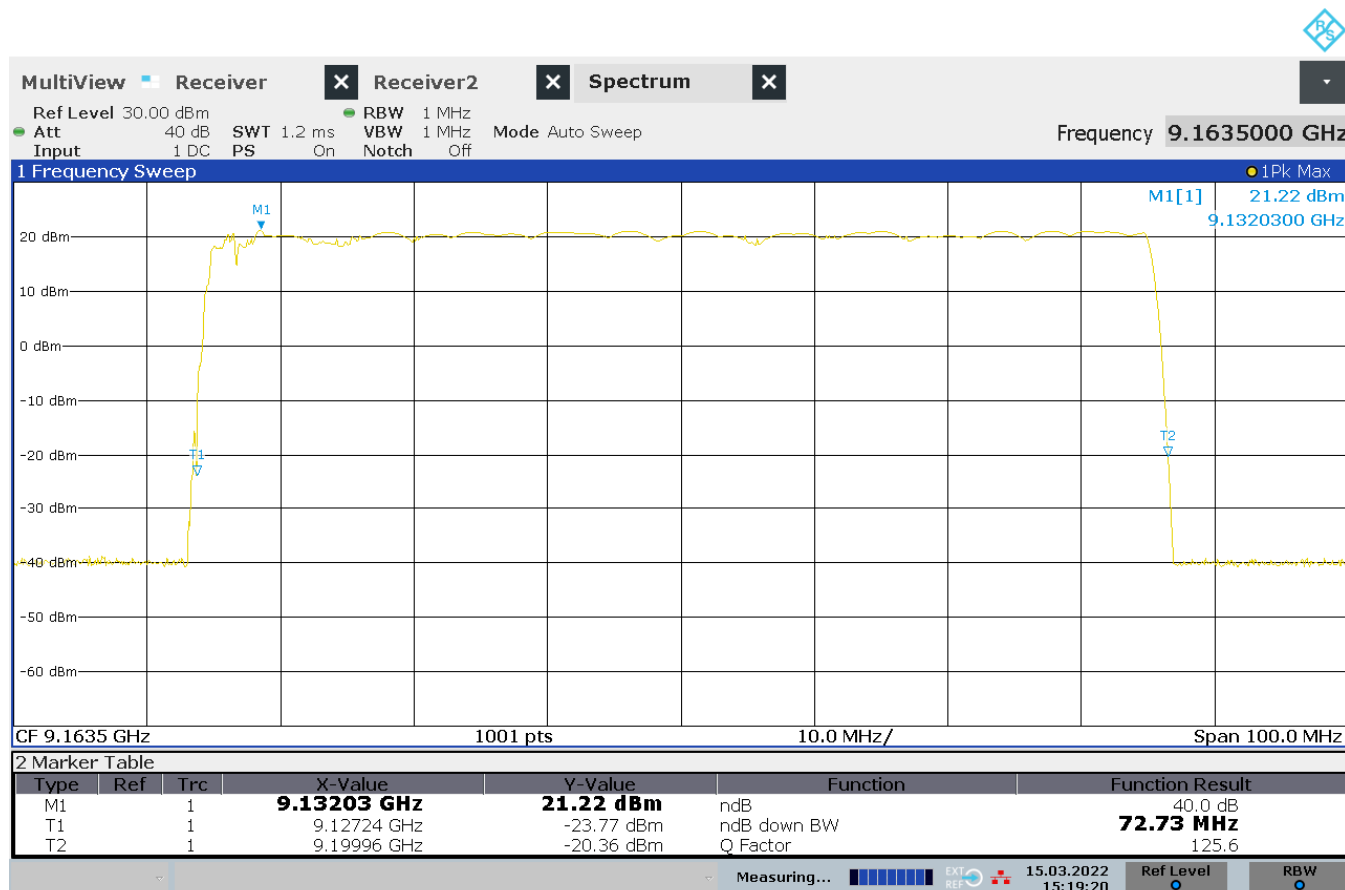 R&S
MultiView Receiver X Receiver2 X Spectrum X
Ref Level 30.00 dBm RBW 1 MHz
Att 40 dB SWT 1.2 ms VBW 1 MHz Mode Auto Sweep Frequency 9.1635000 GHz
Input 1 DC PS On Notch Off
1 Frequency Sweep 1Pk Max
M1[1] 21.22 dBm
9.1320300 GHz
M1
20 dBm
10 dBm
0 dBm
-10 dBm
T2
T1
-20 dBm
-30 dBm
-40 dBm
-50 dBm
-60 dBm
CF 9.1635 GHz 1001 pts 10.0 MHz/ Span 100.0 MHz
2 Marker Table
Type Ref Trc X-Value Y-Value Function Function Result
M1 1 9.13203 GHz 21.22 dBm ndB 40.0 dB
T1 1 9.12724 GHz -23.77 dBm ndB down BW 72.73 MHz
T2 1 9.19996 GHz -20.36 dBm Q Factor 125.6
Measuring... EXT REF 15.03.2022 Ref Level RBW
15:19:20